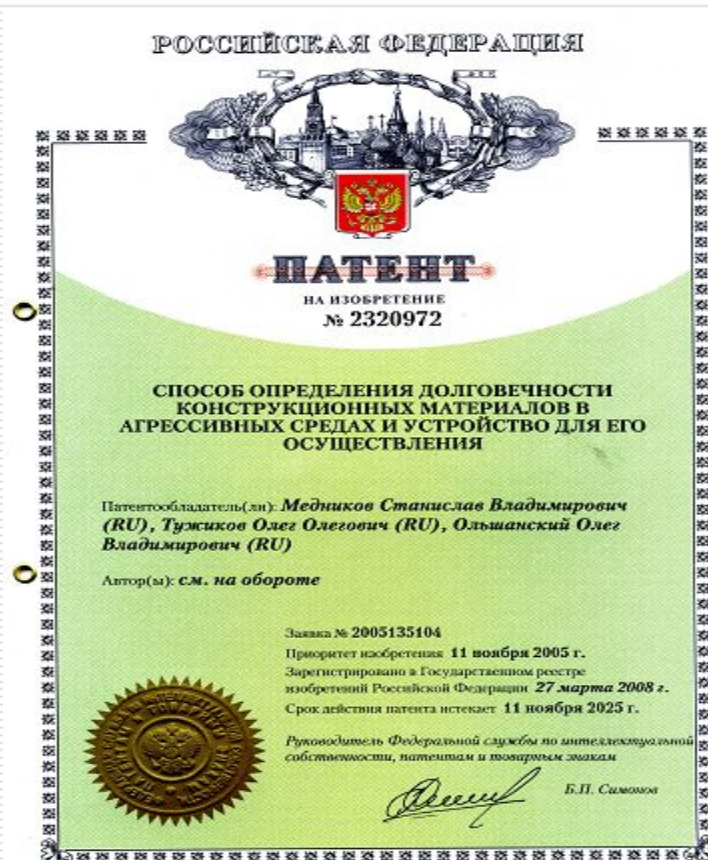 РОССИЙСКАЯ ФЕДЕРАЦИЯ
ПАТЕНТ
НА ИЗОБРЕТЕНИЕ
№ 2320972
СПОСОБ ОПРЕДЕЛЕНИЯ ДОЛГОВЕЧНОСТИ
КОНСТРУКЦИОННЫХ МАТЕРИАЛОВ В
АГРЕССИВНЫХ СРЕДАХ И УСТРОЙСТВО ДЛЯ ЕГО
ОСУЩЕСТВЛЕНИЯ
Патентообладатель(ли): Медников Станислав Владимирович
(RU), Тужиков Олег Олегович (RU), Ольшанский Олег
Владимирович (RU)
Автор(ы): см. на обороте
Заявка № 2005135104
Приоритет изобретения 11 ноября 2005 г.
Зарегистрировано в Государственном реестре
изобретений Российской Федерации 27 марта 2008 г.
Срок действия патента истекает 11 ноября 2025 г.
Руководитель Федеральной службы по интеллектуальной
собственности, патентам и товарным знакам
Б.П. Симонов